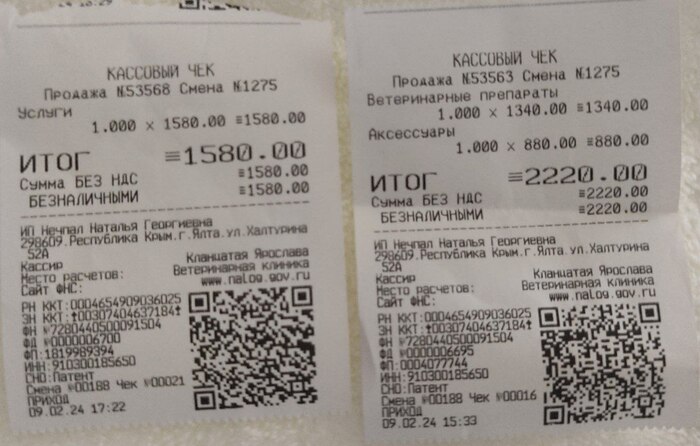 КАССОВЫЙ ЧЕК
Продажа №53568 Смена №1275
Услуги
1.000 × 1580.00 ≡1580.00
ИТОГ ≡1580.00
Сумма БЕЗ НДС ≡1580.00
БЕЗНАЛИЧНЫМИ ≡1580.00
ИП Нечпал Наталья Георгиевна
298609.Республика Крым.г.Ялта.ул.Халтурина
52А
Кассир Кланцатая Ярослава
Место расчетов: Ветеринарная клиника
Сайт ФНС: www.nalog.gov.ru
РН ККТ:0004654909036025
ЗН ККТ:↑00307404637184↑
ФН №7280440500091504
ФД №0000006700
ФП:1819989394
ИНН:910300185650
СНО:Патент
Смена №00188 Чек №00021
ПРИХОД
09.02.24 17:22
КАССОВЫЙ ЧЕК
Продажа №53563 Смена №1275
Ветеринарные препараты
1.000 × 1340.00 ≡1340.00
Аксессуары
1.000 × 880.00 ≡880.00
ИТОГ ≡2220.00
Сумма БЕЗ НДС ≡2220.00
БЕЗНАЛИЧНЫМИ ≡2220.00
ИП Нечпал Наталья Георгиевна
298609.Республика Крым.г.Ялта.ул.Халтурина
52А
Кассир Кланцатая Ярослава
Место расчетов: Ветеринарная клиника
Сайт ФНС: www.nalog.gov.ru
РН ККТ:0004654909036025
ЗН ККТ:↑00307404637184↑
ФН №7280440500091504
ФД №0000006695
ФП:0004077744
ИНН:910300185650
СНО:Патент
Смена №00188 Чек №00016
ПРИХОД
09.02.24 15:33